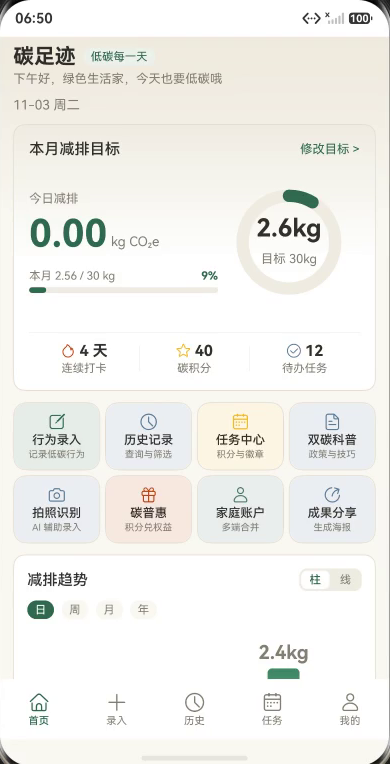 06:50
100
碳足迹 低碳每一天
下午好，绿色生活家，今天也要低碳哦
11-03 周二
本月减排目标 修改目标 >
今日减排
0.00 kg CO₂e
本月 2.56 / 30 kg 9%
2.6kg
目标 30kg
4 天 40 12
连续打卡 碳积分 待办任务
行为录入 历史记录 任务中心 双碳科普
记录低碳行为 查询与筛选 积分与徽章 政策与技巧
拍照识别 碳普惠 家庭账户 成果分享
AI 辅助录入 积分兑权益 多端合并 生成海报
减排趋势 柱 线
日 周 月 年
2.4kg
首页 录入 历史 任务 我的